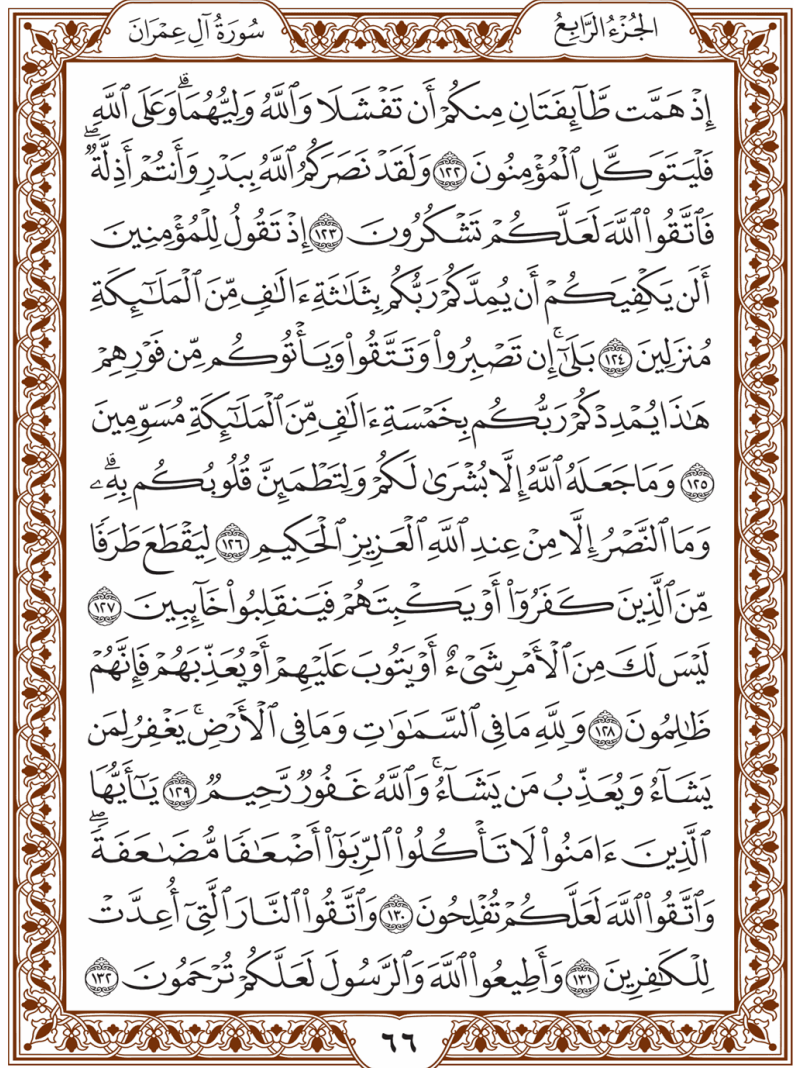 الجُزْءُ الرَّابِعُ
سُورَةُ آلِ عِمْرَانَ
إِذْ هَمَّت طَّآئِفَتَانِ مِنكُمْ أَن تَفْشَلَا وَٱللَّهُ وَلِيُّهُمَاۗ وَعَلَى ٱللَّهِ
فَلْيَتَوَكَّلِ ٱلْمُؤْمِنُونَ ١٢٢ وَلَقَدْ نَصَرَكُمُ ٱللَّهُ بِبَدْرٍ وَأَنتُمْ أَذِلَّةٌۖ
فَٱتَّقُوا۟ ٱللَّهَ لَعَلَّكُمْ تَشْكُرُونَ ١٢٣ إِذْ تَقُولُ لِلْمُؤْمِنِينَ
أَلَن يَكْفِيَكُمْ أَن يُمِدَّكُمْ رَبُّكُم بِثَلَٰثَةِ ءَالَٰفٍ مِّنَ ٱلْمَلَٰٓئِكَةِ
مُنزَلِينَ ١٢٤ بَلَىٰٓۚ إِن تَصْبِرُوا۟ وَتَتَّقُوا۟ وَيَأْتُوكُم مِّن فَوْرِهِمْ
هَٰذَا يُمْدِدْكُمْ رَبُّكُم بِخَمْسَةِ ءَالَٰفٍ مِّنَ ٱلْمَلَٰٓئِكَةِ مُسَوِّمِينَ
١٢٥ وَمَا جَعَلَهُ ٱللَّهُ إِلَّا بُشْرَىٰ لَكُمْ وَلِتَطْمَئِنَّ قُلُوبُكُم بِهِۦۗ
وَمَا ٱلنَّصْرُ إِلَّا مِنْ عِندِ ٱللَّهِ ٱلْعَزِيزِ ٱلْحَكِيمِ ١٢٦ لِيَقْطَعَ طَرَفًا
مِّنَ ٱلَّذِينَ كَفَرُوٓا۟ أَوْ يَكْبِتَهُمْ فَيَنقَلِبُوا۟ خَآئِبِينَ ١٢٧
لَيْسَ لَكَ مِنَ ٱلْأَمْرِ شَىْءٌ أَوْ يَتُوبَ عَلَيْهِمْ أَوْ يُعَذِّبَهُمْ فَإِنَّهُمْ
ظَٰلِمُونَ ١٢٨ وَلِلَّهِ مَا فِى ٱلسَّمَٰوَٰتِ وَمَا فِى ٱلْأَرْضِۚ يَغْفِرُ لِمَن
يَشَآءُ وَيُعَذِّبُ مَن يَشَآءُۚ وَٱللَّهُ غَفُورٌ رَّحِيمٌ ١٢٩ يَٰٓأَيُّهَا
ٱلَّذِينَ ءَامَنُوا۟ لَا تَأْكُلُوا۟ ٱلرِّبَوٰٓا۟ أَضْعَٰفًا مُّضَٰعَفَةًۖ
وَٱتَّقُوا۟ ٱللَّهَ لَعَلَّكُمْ تُفْلِحُونَ ١٣٠ وَٱتَّقُوا۟ ٱلنَّارَ ٱلَّتِىٓ أُعِدَّتْ
لِلْكَٰفِرِينَ ١٣١ وَأَطِيعُوا۟ ٱللَّهَ وَٱلرَّسُولَ لَعَلَّكُمْ تُرْحَمُونَ ١٣٢
٦٦